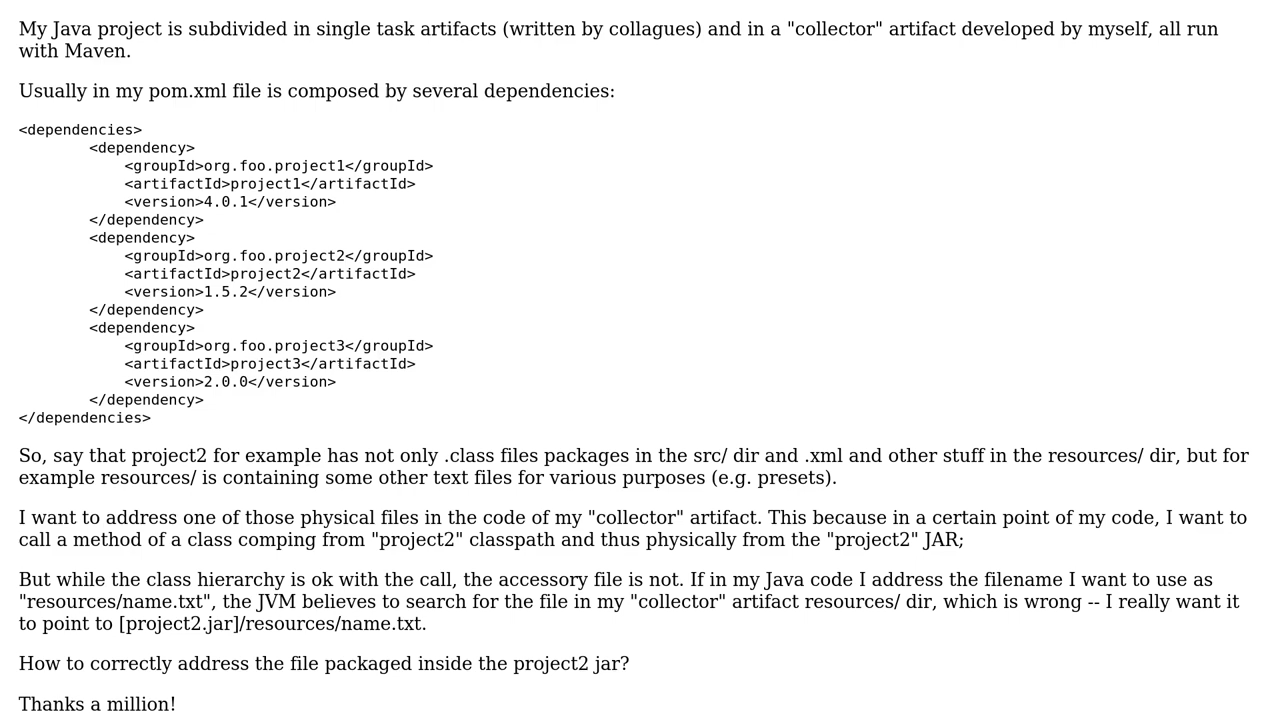 My Java project is subdivided in single task artifacts (written by collagues) and in a "collector" artifact developed by myself, all run
with Maven.
Usually in my pom.xml file is composed by several dependencies:
<dependencies>
        <dependency>
            <groupId>org.foo.project1</groupId>
            <artifactId>project1</artifactId>
            <version>4.0.1</version>
        </dependency>
        <dependency>
            <groupId>org.foo.project2</groupId>
            <artifactId>project2</artifactId>
            <version>1.5.2</version>
        </dependency>
        <dependency>
            <groupId>org.foo.project3</groupId>
            <artifactId>project3</artifactId>
            <version>2.0.0</version>
        </dependency>
</dependencies>
So, say that project2 for example has not only .class files packages in the src/ dir and .xml and other stuff in the resources/ dir, but for
example resources/ is containing some other text files for various purposes (e.g. presets).
I want to address one of those physical files in the code of my "collector" artifact. This because in a certain point of my code, I want to
call a method of a class comping from "project2" classpath and thus physically from the "project2" JAR;
But while the class hierarchy is ok with the call, the accessory file is not. If in my Java code I address the filename I want to use as
"resources/name.txt", the JVM believes to search for the file in my "collector" artifact resources/ dir, which is wrong -- I really want it
to point to [project2.jar]/resources/name.txt.
How to correctly address the file packaged inside the project2 jar?
Thanks a million!